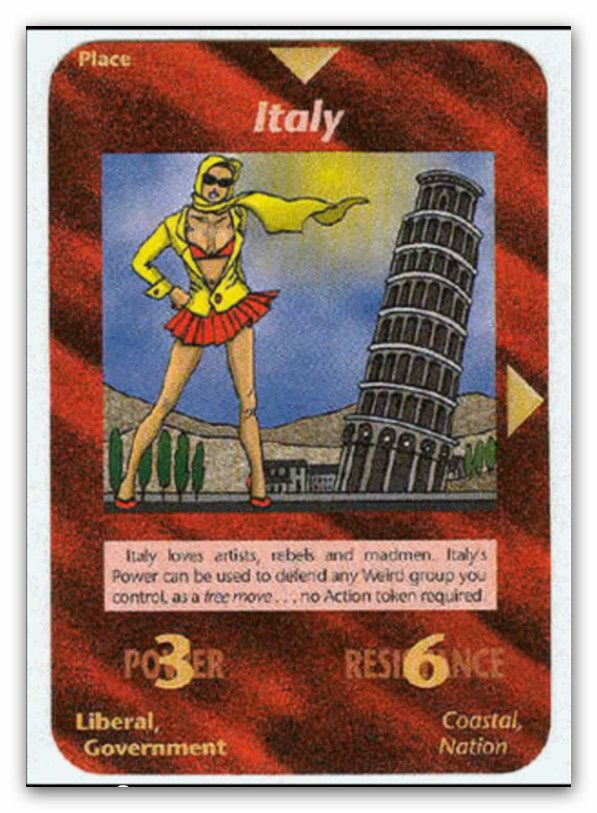 Place
Italy
Italy loves artists, rebels and madmen. Italy's
Power can be used to defend any Weird group you
control, as a free move . . . no Action token required.
POWER 3
RESISTANCE 6
Liberal,
Government
Coastal,
Nation